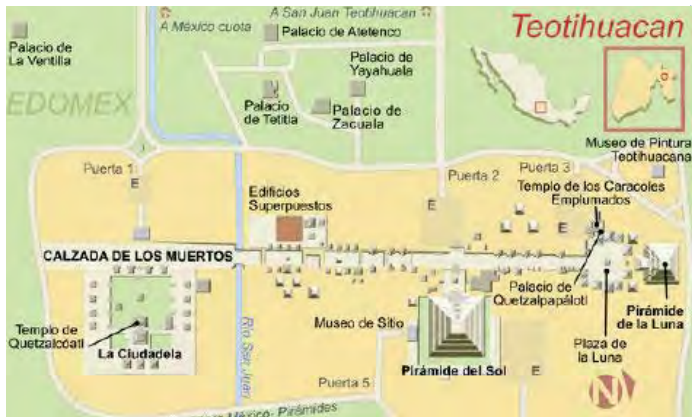 A México cuota
A San Juan Teotihuacan
Teotihuacan
Palacio de
La Ventilla
Palacio de Atetenco
Palacio de
Yayahuala
EDOMEX
Palacio
de Tetitla
Palacio de
Zacuala
Museo de Pintura
Teotihuacana
Puerta 1
E
Edificios
Superpuestos
Puerta 2
E
Puerta 3
Templo de los Caracoles
Emplumados
CALZADA DE LOS MUERTOS
Palacio de
Quetzalpapálotl
Pirámide
de la Luna
Plaza de
la Luna
Templo de
Quetzalcóatl
La Ciudadela
Río San Juan
Museo de Sitio
Pirámide del Sol
Puerta 5
E
N
México- Pirámides